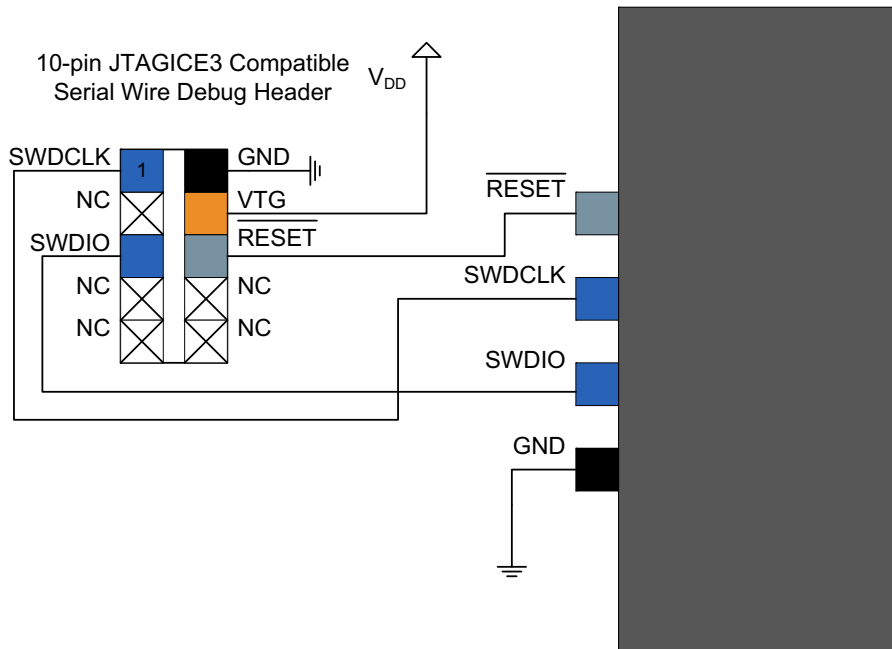 10-pin JTAGICE3 Compatible
Serial Wire Debug Header
V_DD
SWDCLK
1
GND
NC
VTG
SWDIO
RESET
NC
NC
NC
NC
RESET
SWDCLK
SWDIO
GND